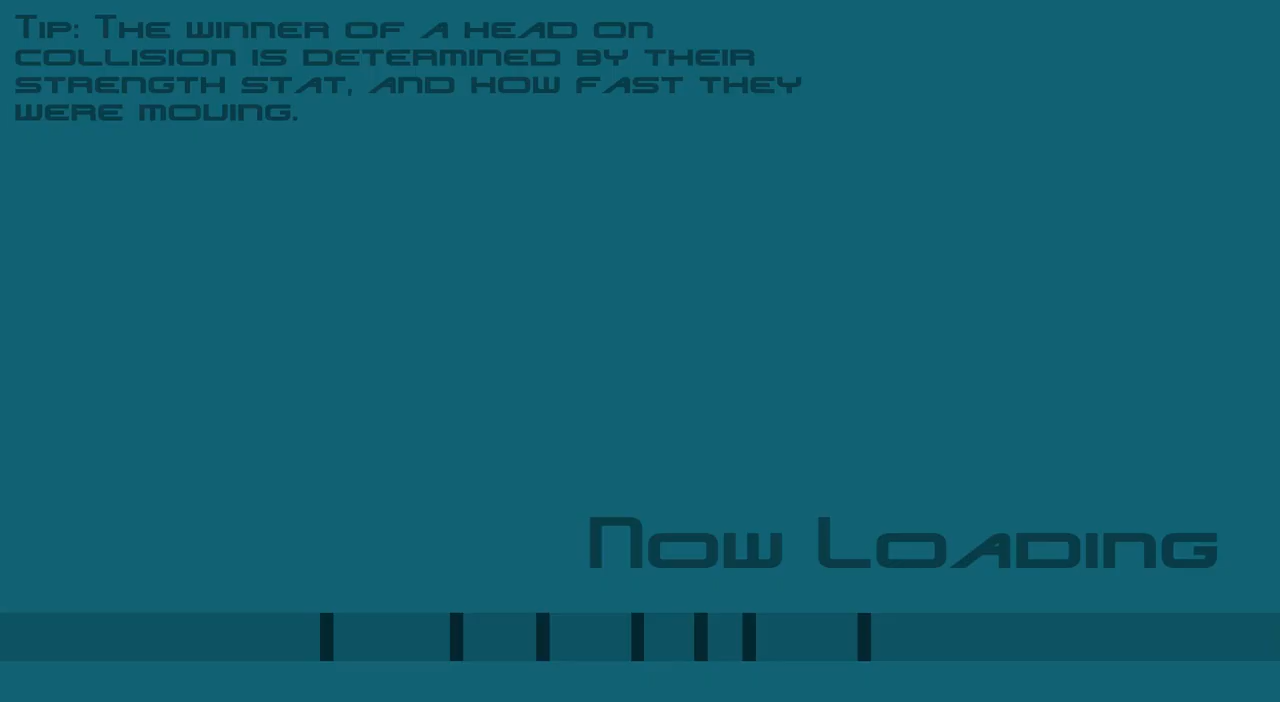 Tip: The winner of a head on
collision is determined by their
strength stat, and how fast they
were moving.
Now Loading